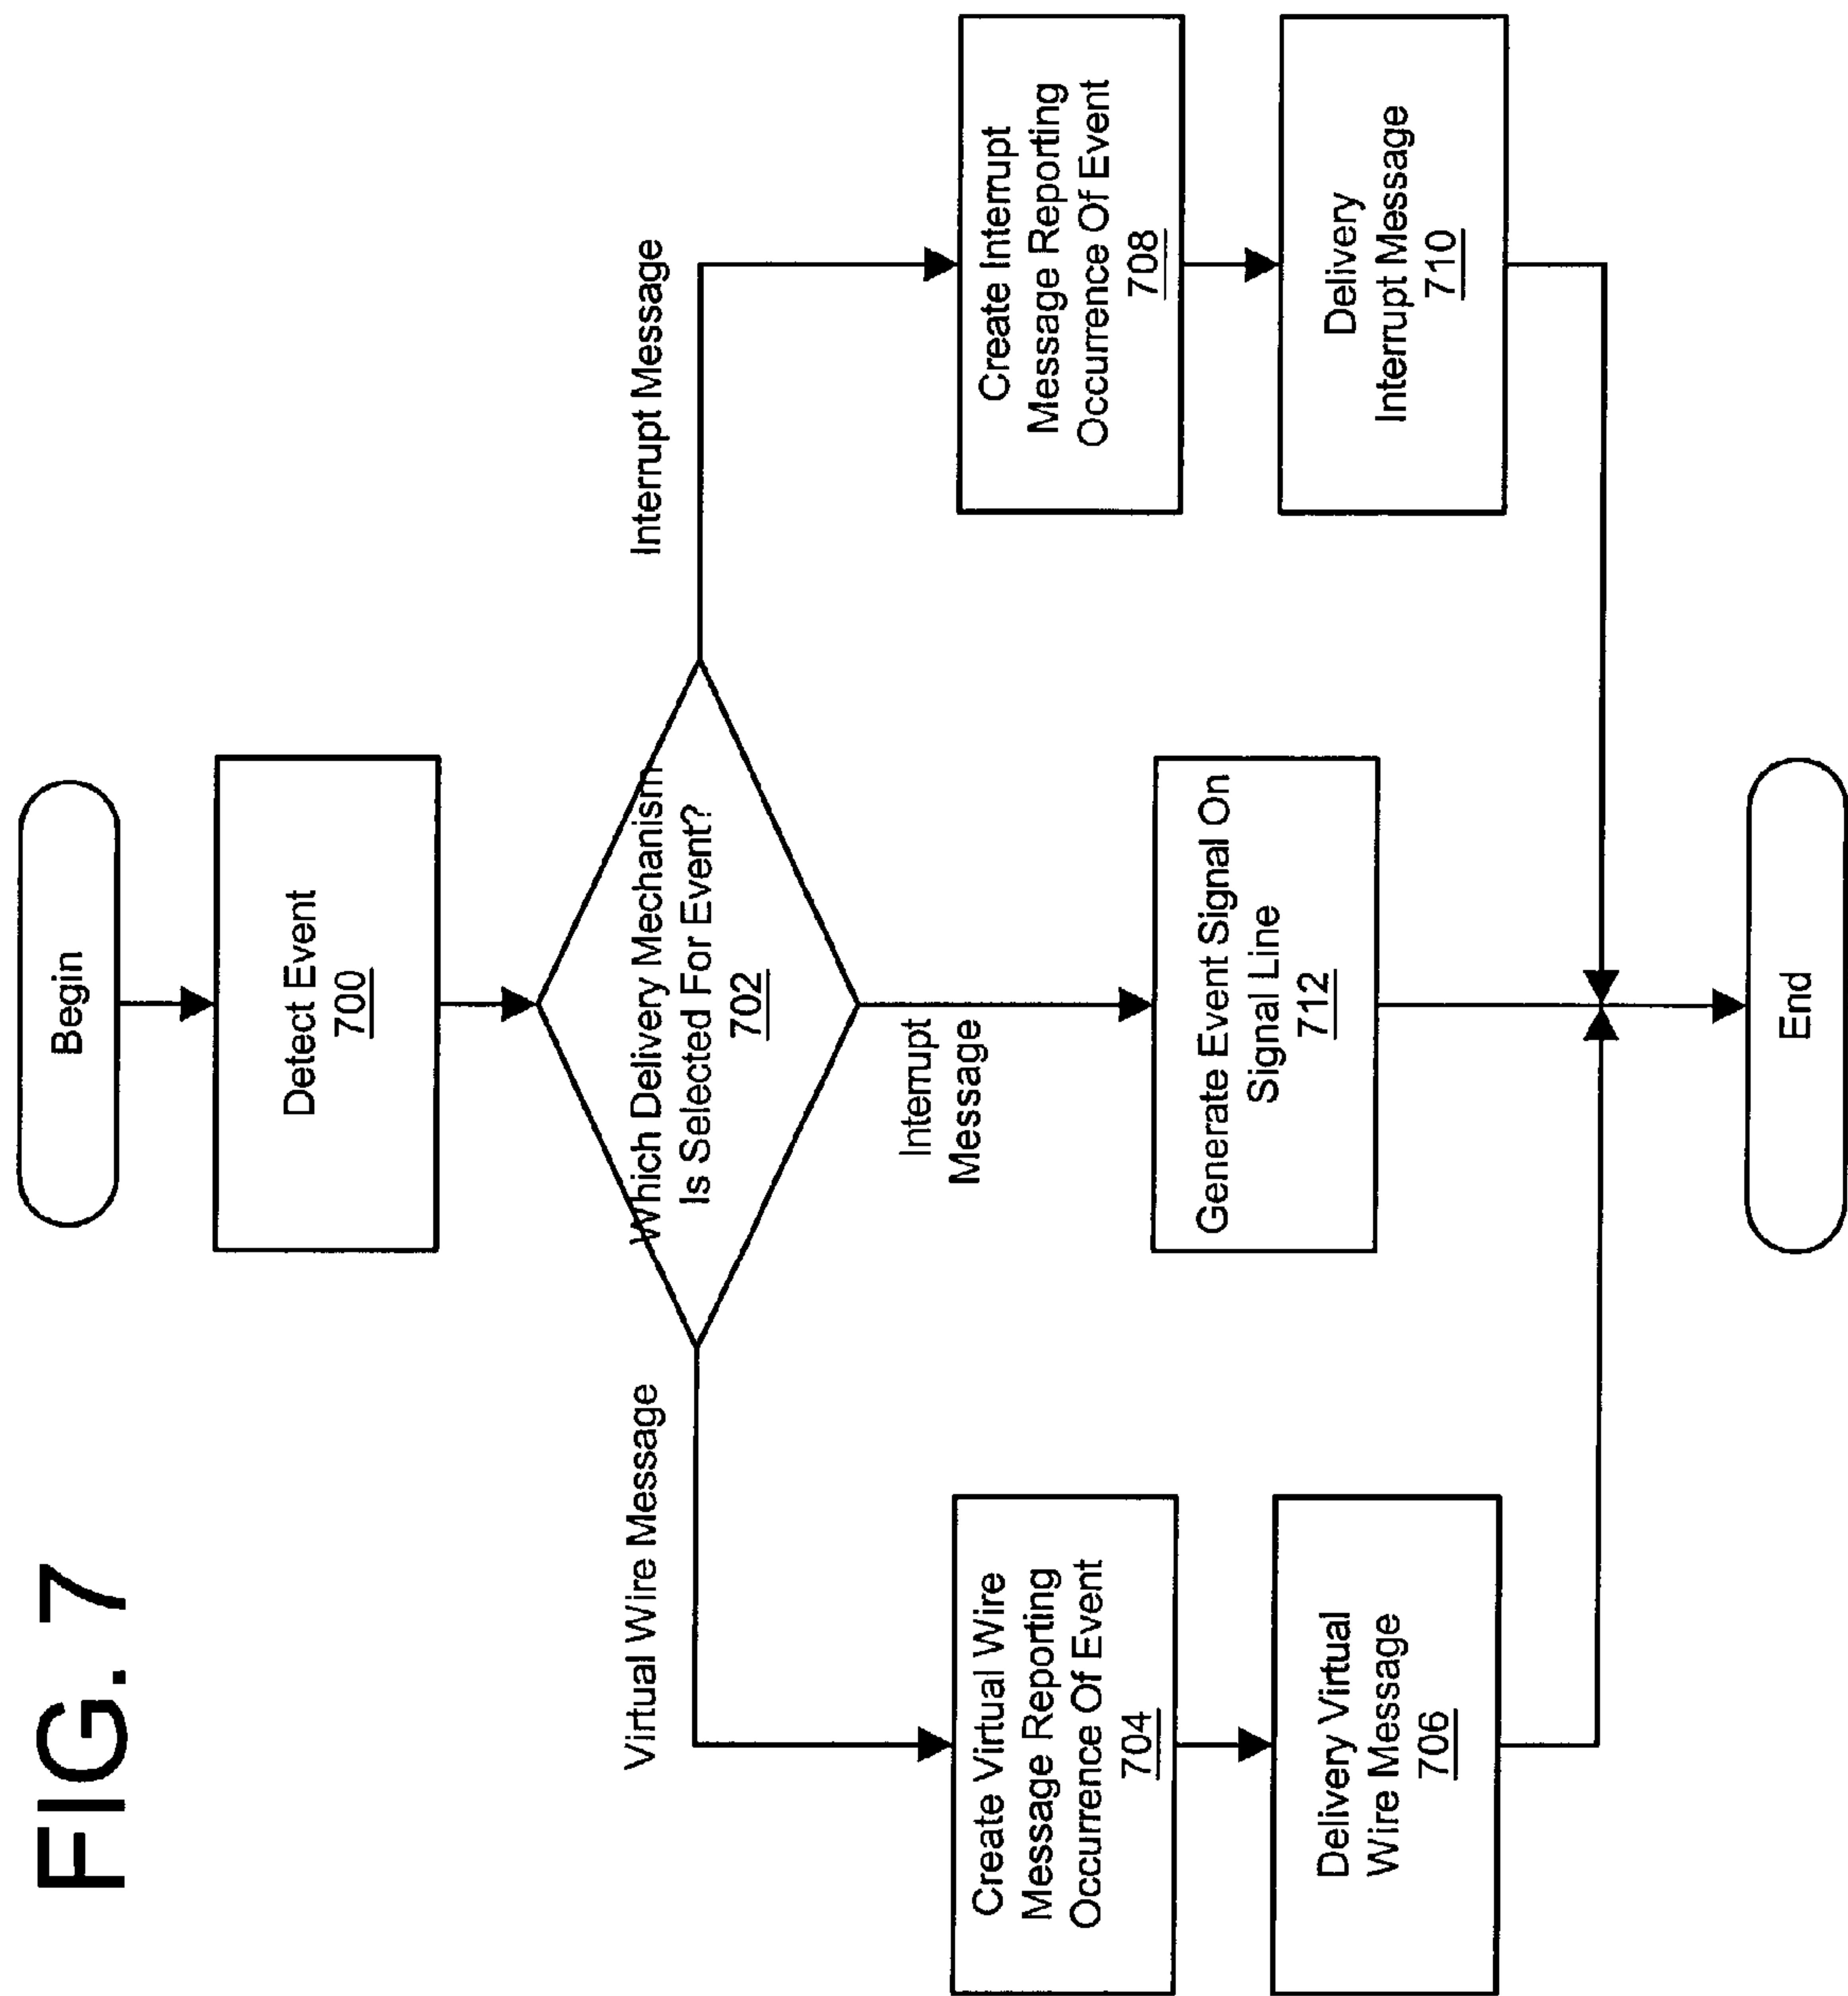 FIG. 7
Begin
Detect Event
700
Which Delivery Mechanism
Is Selected For Event?
702
Virtual Wire Message
Interrupt
Message
Interrupt Message
Create Virtual Wire
Message Reporting
Occurrence Of Event
704
Delivery Virtual
Wire Message
706
Generate Event Signal On
Signal Line
712
Create Interrupt
Message Reporting
Occurrence Of Event
708
Delivery
Interrupt Message
710
End